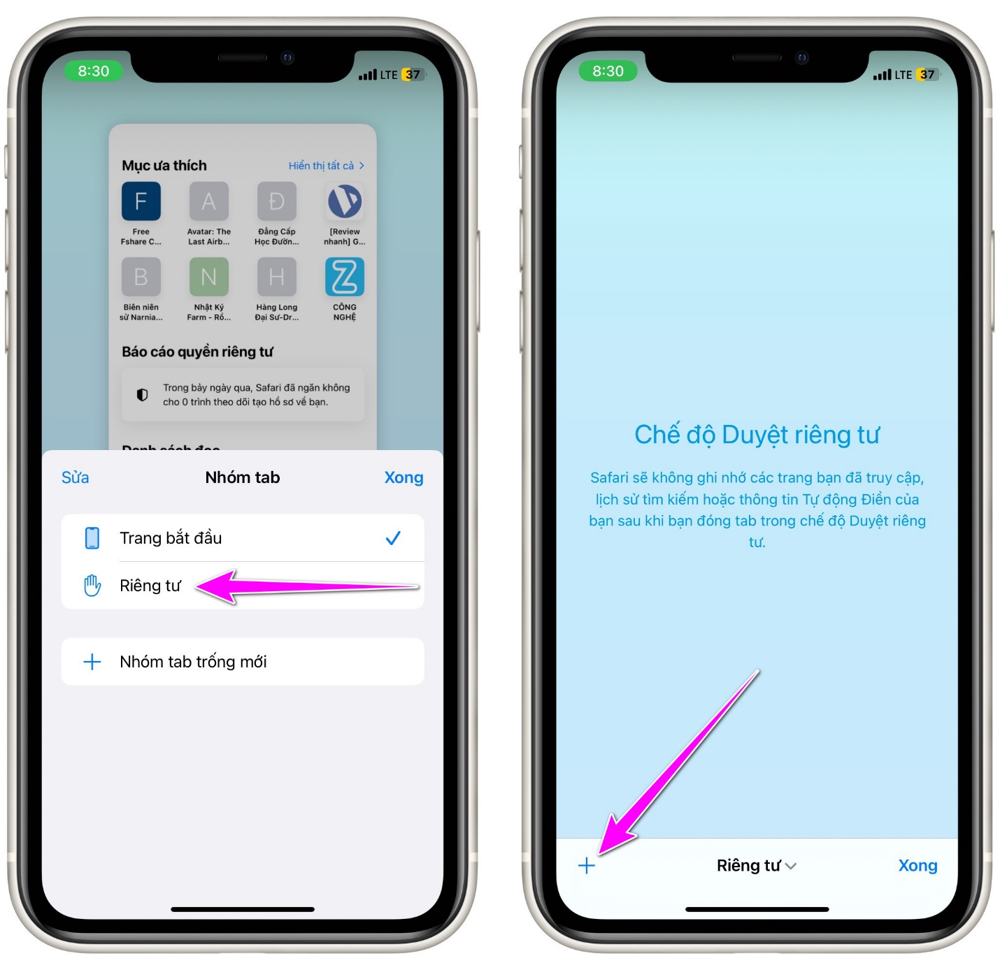 8:30
LTE 37
Mục ưa thích
Hiển thị tất cả >
F
A
Đ
Free
Fshare C...
Avatar: The
Last Airb...
Đẳng Cấp
Học Đườn...
[Review
nhanh] G...
B
N
H
Z
Biên niên
sử Narnia...
Nhật Ký
Farm - Rố...
Hàng Long
Đại Sư-Dr...
CÔNG
NGHỆ
Báo cáo quyền riêng tư
Trong bảy ngày qua, Safari đã ngăn không
cho 0 trình theo dõi tạo hồ sơ về bạn.
Danh sách đọc
Sửa
Nhóm tab
Xong
Trang bắt đầu
Riêng tư
Nhóm tab trống mới
8:30
LTE 37
Chế độ Duyệt riêng tư
Safari sẽ không ghi nhớ các trang bạn đã truy cập,
lịch sử tìm kiếm hoặc thông tin Tự động Điền của
bạn sau khi bạn đóng tab trong chế độ Duyệt riêng
tư.
Riêng tư
Xong